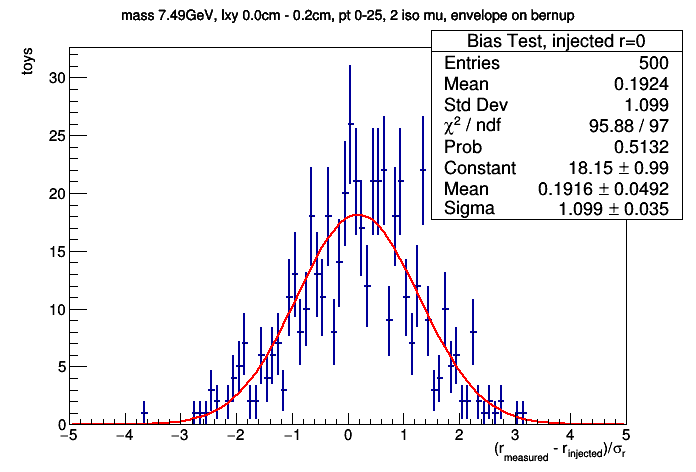 mass 7.49GeV, lxy 0.0cm - 0.2cm, pt 0-25, 2 iso mu, envelope on bernup
toys
Bias Test, injected r=0
Entries 500
Mean 0.1924
Std Dev 1.099
χ² / ndf 95.88 / 97
Prob 0.5132
Constant 18.15 ± 0.99
Mean 0.1916 ± 0.0492
Sigma 1.099 ± 0.035
30
25
20
15
10
5
0
−5 −4 −3 −2 −1 0 1 2 3 4 5
(r_measured - r_injected)/σ_r